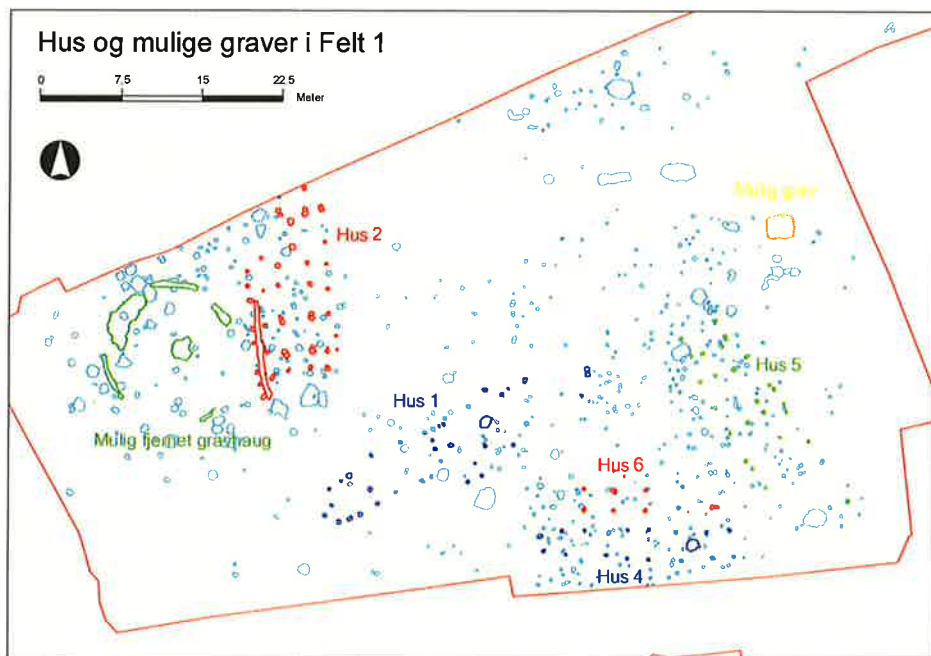 Hus og mulige graver i Felt 1
0 7,5 15 22,5
Meter
Mulig grav
Hus 2
Hus 5
Hus 1
Mulig fjernet gravhaug
Hus 6
Hus 4